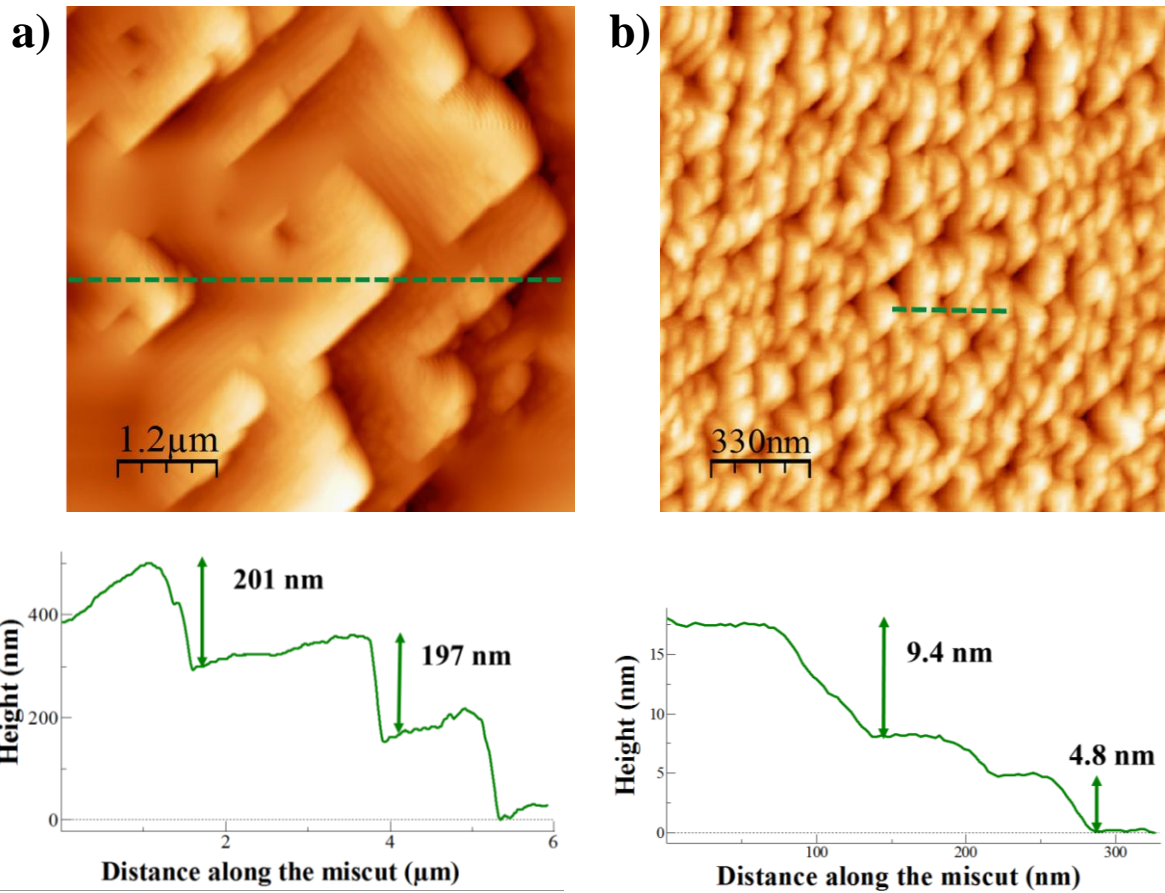 a)
b)
1.2µm
330nm
201 nm
197 nm
Height (nm)
400
200
0
2
4
6
Distance along the miscut (µm)
9.4 nm
4.8 nm
Height (nm)
15
10
5
0
100
200
300
Distance along the miscut (nm)